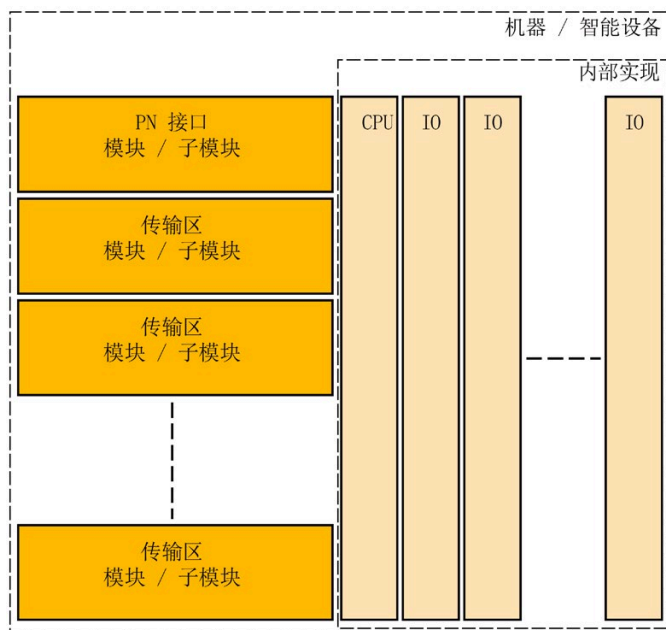 机器 / 智能设备
内部实现
PN 接口
模块 / 子模块
CPU
IO
IO
IO
传输区
模块 / 子模块
传输区
模块 / 子模块
传输区
模块 / 子模块